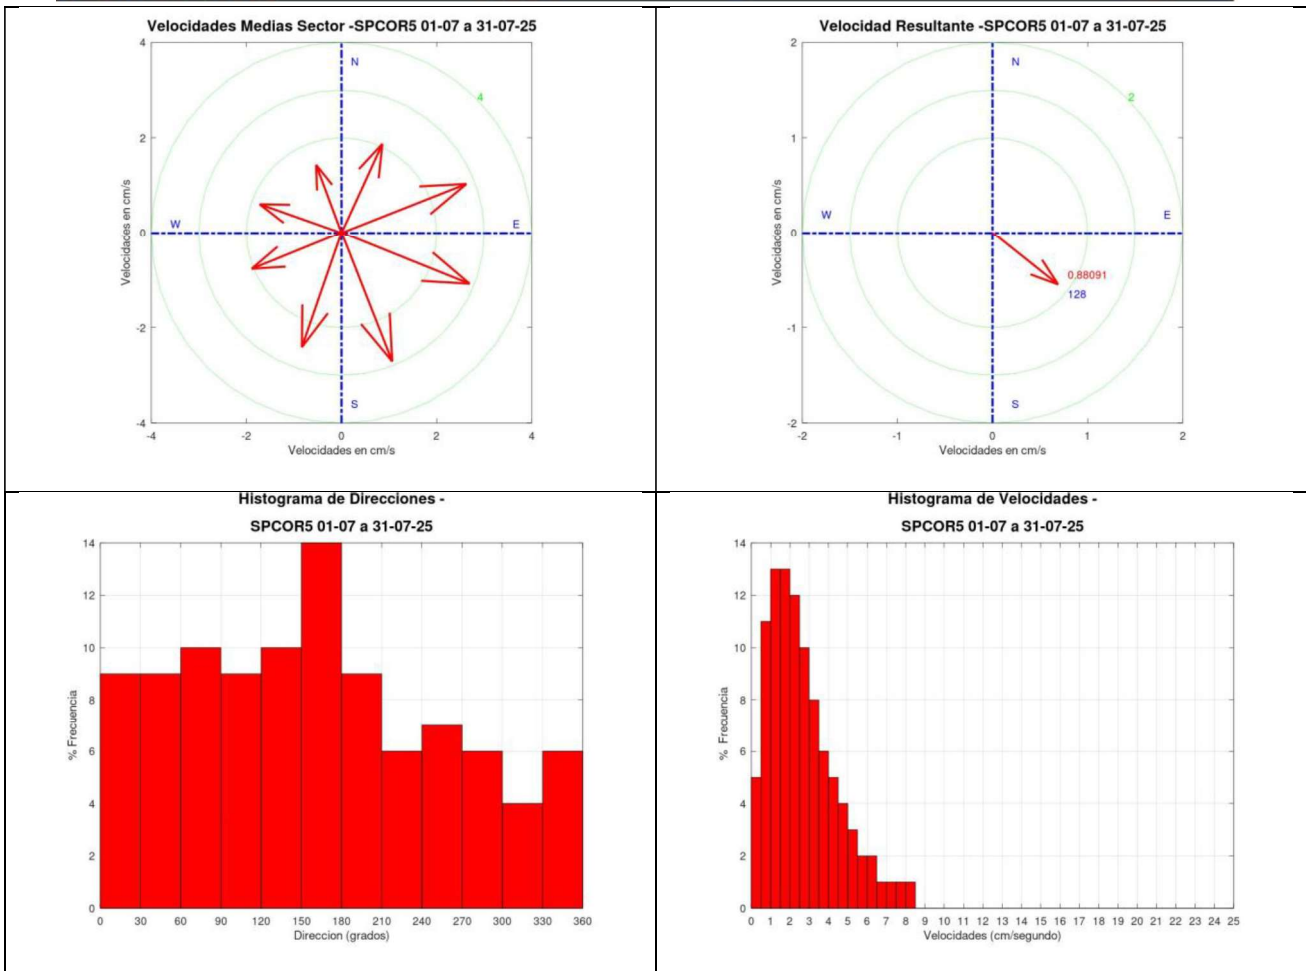 Velocidades Medias Sector -SPCOR5 01-07 a 31-07-25
4
N
4
2
W
E
0
-2
S
-4
-4 -2 0 2 4
Velocidades en cm/s
Velocidades en cm/s
Velocidad Resultante -SPCOR5 01-07 a 31-07-25
2
N
2
1
W
E
0
0.88091
128
-1
S
-2
-2 -1 0 1 2
Velocidades en cm/s
Velocidades en cm/s
Histograma de Direcciones -
SPCOR5 01-07 a 31-07-25
14
12
10
8
6
4
2
0
% Frecuencia
0 30 60 90 120 150 180 210 240 270 300 330 360
Direccion (grados)
Histograma de Velocidades -
SPCOR5 01-07 a 31-07-25
14
12
10
8
6
4
2
0
% Frecuencia
0 1 2 3 4 5 6 7 8 9 10 11 12 13 14 15 16 17 18 19 20 21 22 23 24 25
Velocidades (cm/segundo)